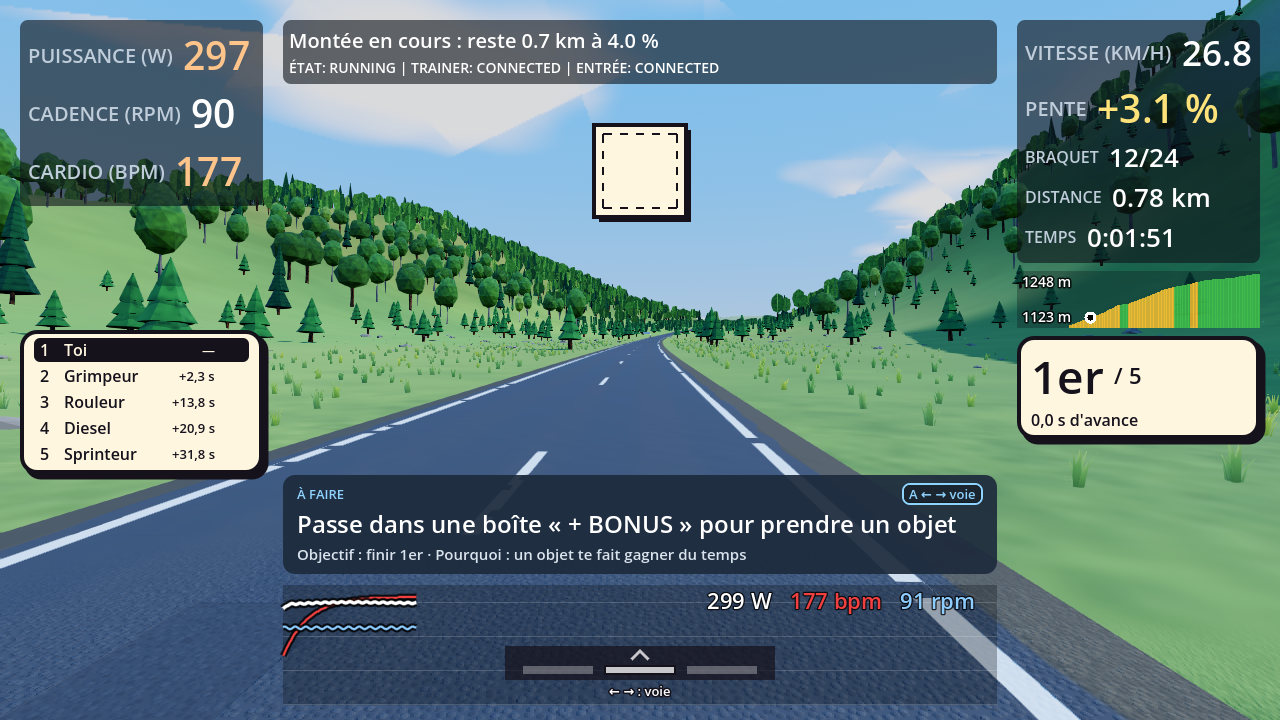 PUISSANCE (W) 297
CADENCE (RPM) 90
CARDIO (BPM) 177
Montée en cours : reste 0.7 km à 4.0 %
ÉTAT: RUNNING | TRAINER: CONNECTED | ENTRÉE: CONNECTED
VITESSE (KM/H) 26.8
PENTE +3.1 %
BRAQUET 12/24
DISTANCE 0.78 km
TEMPS 0:01:51
1248 m
1123 m
1 Toi —
2 Grimpeur +2,3 s
3 Rouleur +13,8 s
4 Diesel +20,9 s
5 Sprinteur +31,8 s
1er / 5
0,0 s d'avance
À FAIRE
A ← → voie
Passe dans une boîte « + BONUS » pour prendre un objet
Objectif : finir 1er · Pourquoi : un objet te fait gagner du temps
299 W 177 bpm 91 rpm
← → : voie